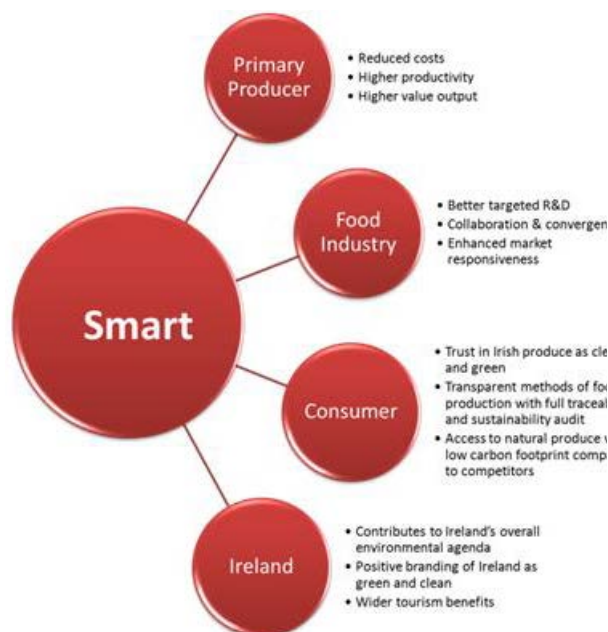 Primary
Producer
• Reduced costs
• Higher productivity
• Higher value output
Food
Industry
• Better targeted R&D
• Collaboration &
• Enhanced market
responsiveness
Smart
Consumer
• Trust in Irish produce as
and green
• Transparent methods of
production with full
and sustainability audit
• Access to natural produce
low carbon footprint
to competitors
Ireland
• Contributes to Ireland's overall
environmental agenda
• Positive branding of Ireland as
green and clean
• Wider tourism benefits